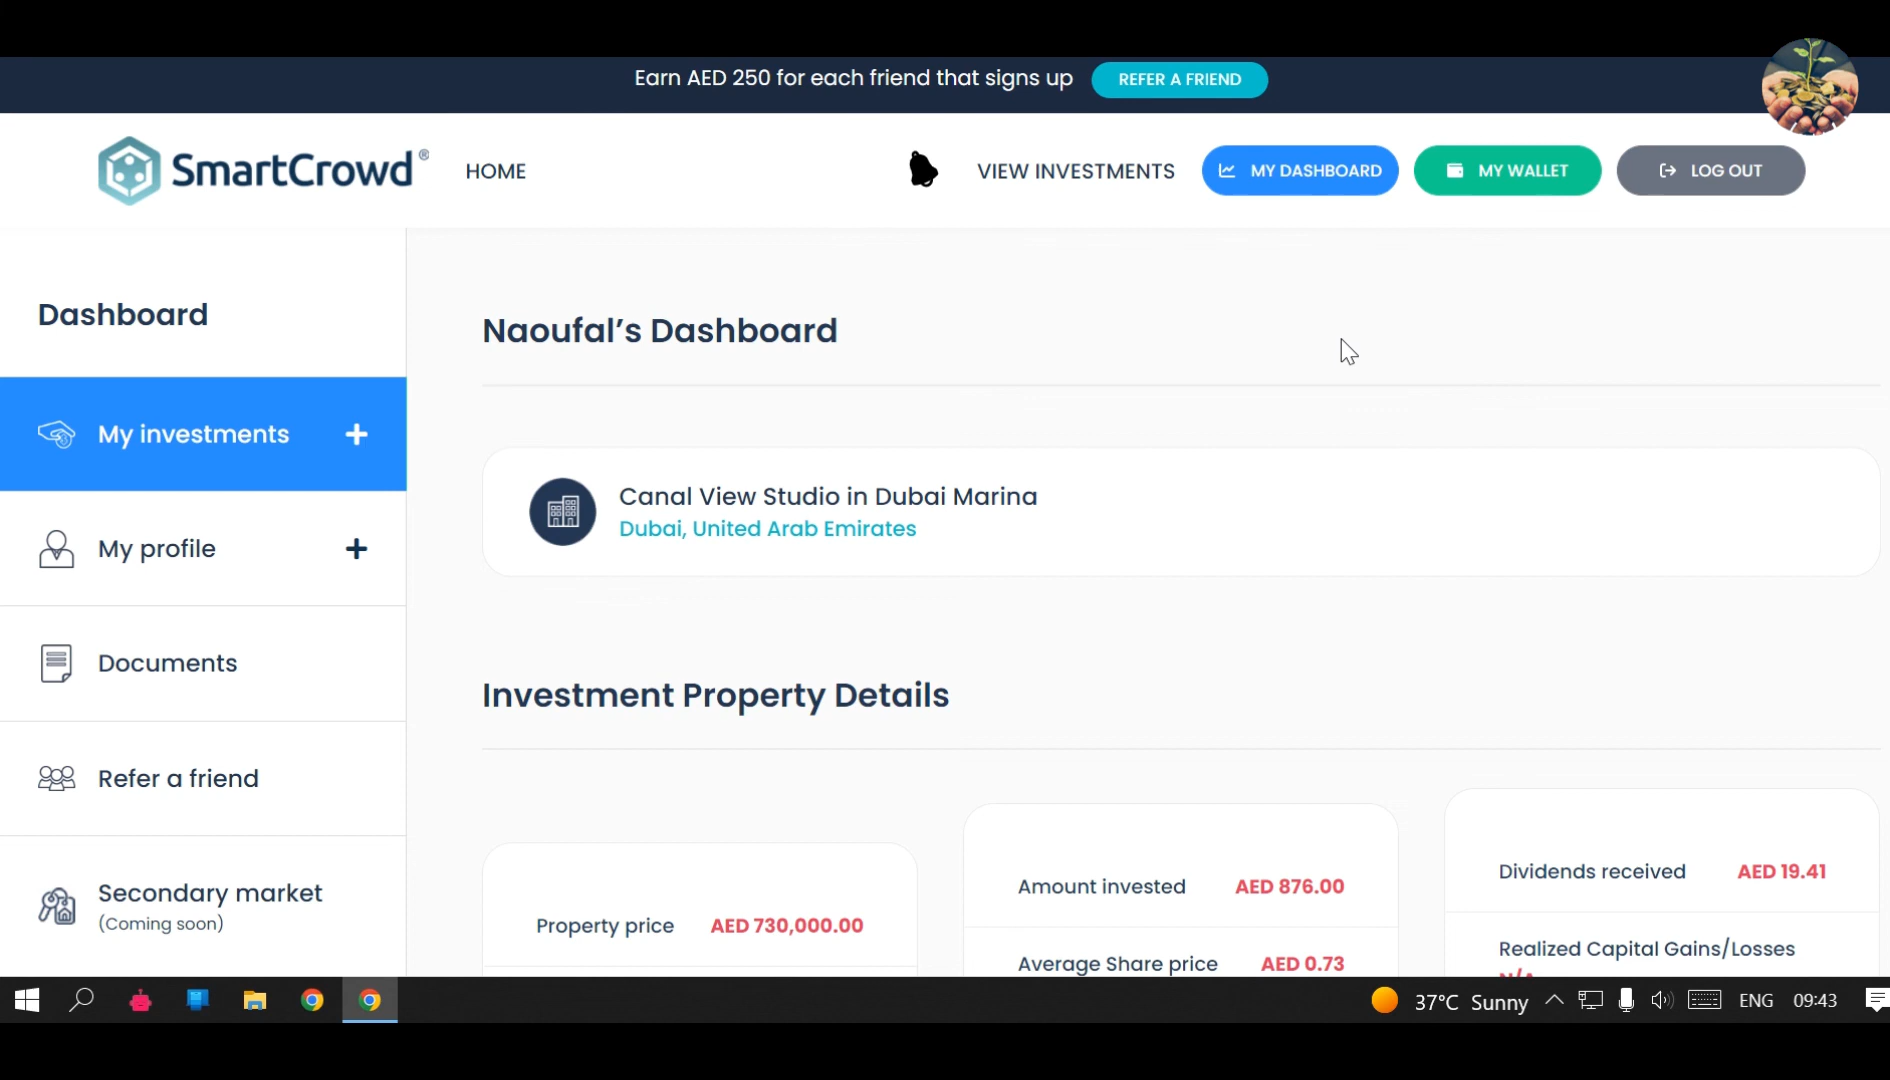 Earn AED 250 for each friend that signs up REFER A FRIEND
SmartCrowd® HOME VIEW INVESTMENTS MY DASHBOARD MY WALLET LOG OUT
Dashboard
My investments +
My profile +
Documents
Refer a friend
Secondary market
(Coming soon)
Naoufal’s Dashboard
Canal View Studio in Dubai Marina
Dubai, United Arab Emirates
Investment Property Details
Property price AED 730,000.00
Amount invested AED 876.00
Average Share price AED 0.73
Dividends received AED 19.41
Realized Capital Gains/Losses
N/A
37°C Sunny ENG 09:43